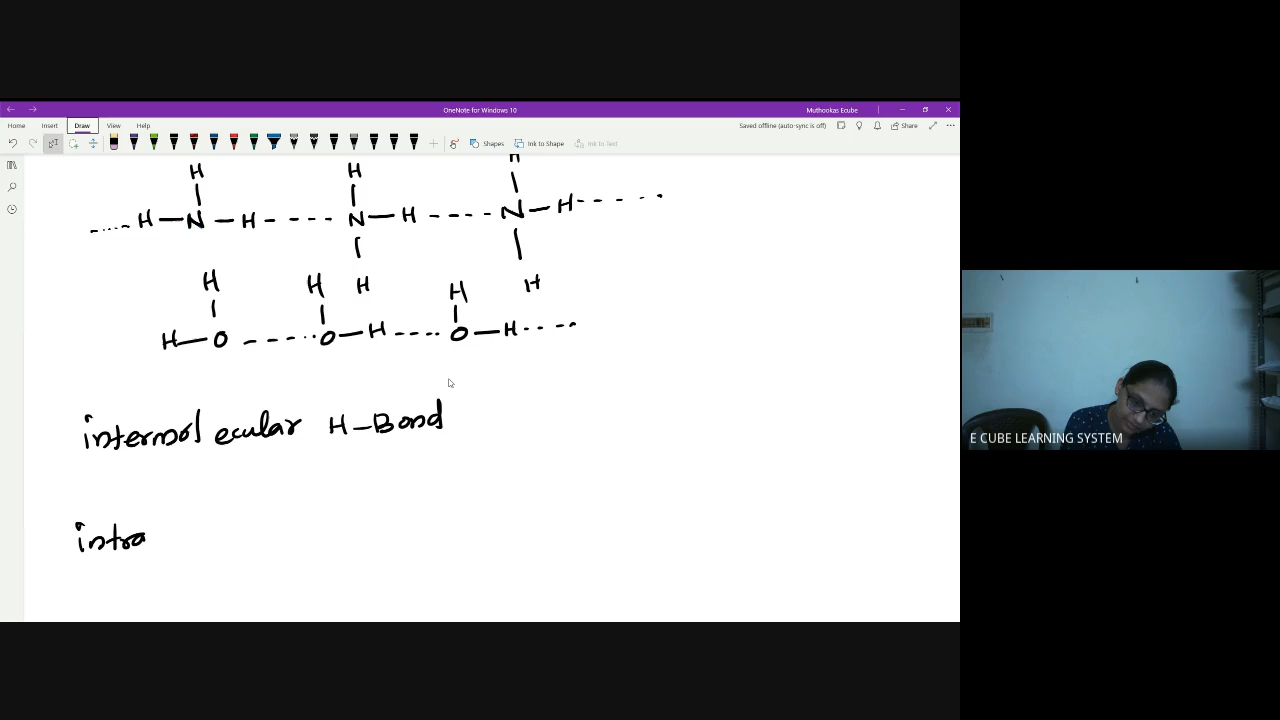 OneNote for Windows 10
Muthookas Ecube
Home Insert Draw View Help
Saved offline (auto-sync is off)
Share
Shapes
Ink to Shape
Ink to Text
H H H
H—N—H-----N—H----N—H-----
H H
H H H
H—O-----O—H----O—H----
intermolecular H-Bond
intra
E CUBE LEARNING SYSTEM